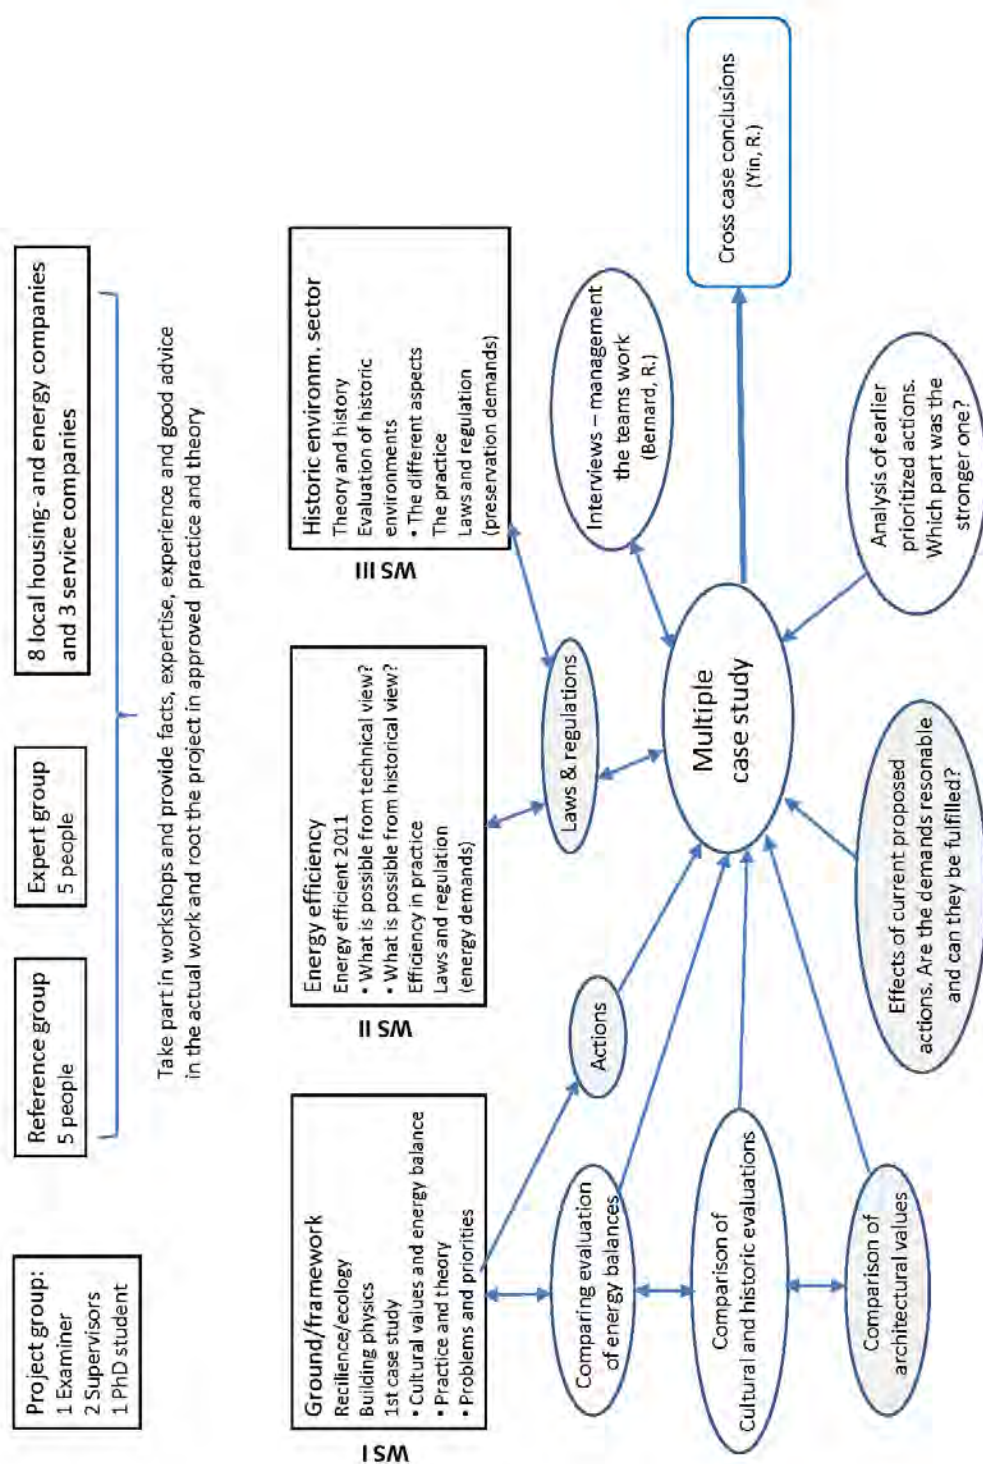 Project group:
1 Examiner
2 Supervisors
1 PhD student
Reference group
5 people
Expert group
5 people
8 local housing- and energy companies
and 3 service companies
Take part in workshops and provide facts, expertise, experience and good advice
in the actual work and root the project in approved practice and theory
WS I
Ground/framework
Recilience/ecology
Building physics
1st case study
• Cultural values and energy balance
• Practice and theory
• Problems and priorities
WS II
Energy efficiency
Energy efficient 2011
• What is possible from technical view?
• What is possible from historical view?
Efficiency in practice
Laws and regulation
(energy demands)
WS III
Historic environm. sector
Theory and history
Evaluation of historic
environments
• The different aspects
The practice
Laws and regulation
(preservation demands)
Comparing evaluation
of energy balances
Actions
Laws & regulations
Interviews – management
the teams work
(Bernard, R.)
Comparison of
Cultural and historic evaluations
Multiple
case study
Cross case conclusions
(Yin, R.)
Comparison of
architectural values
Effects of current proposed
actions. Are the demands resonable
and can they be fulfilled?
Analysis of earlier
prioritized actions.
Which part was the
stronger one?